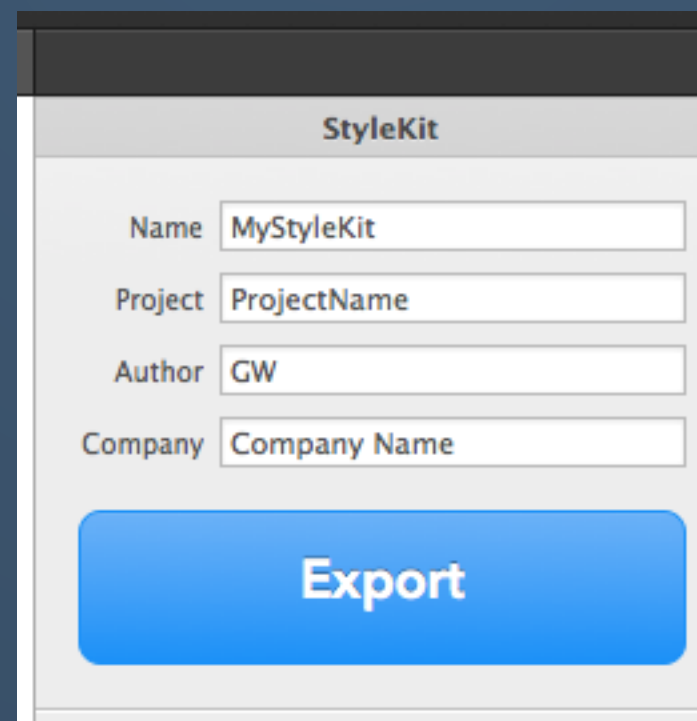 StyleKit
Name MyStyleKit
Project ProjectName
Author GW
Company Company Name
Export